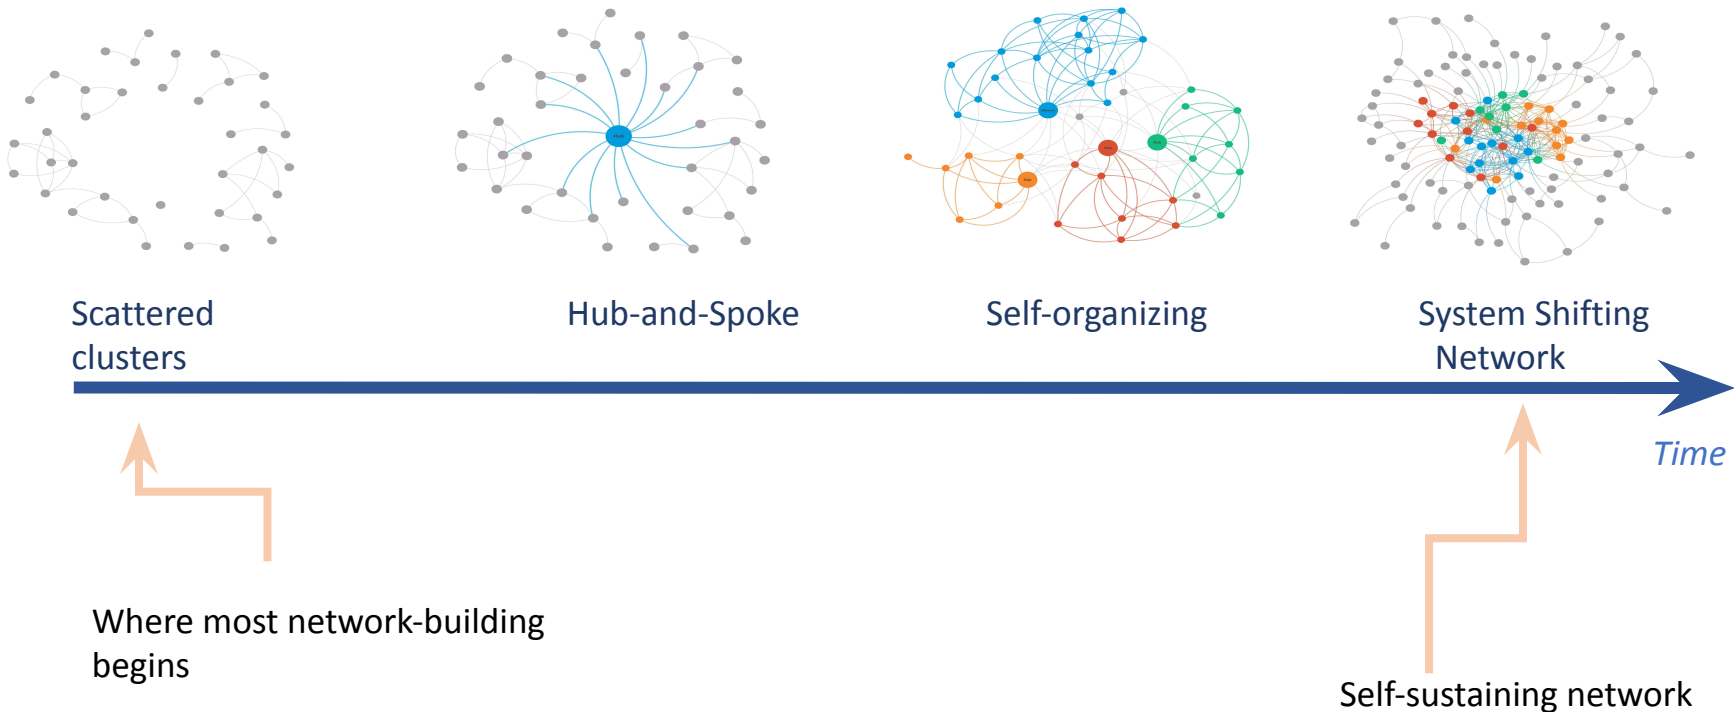 Scattered
clusters
Hub-and-Spoke
Self-organizing
System Shifting
Network
Time
Where most network-building
begins
Self-sustaining network